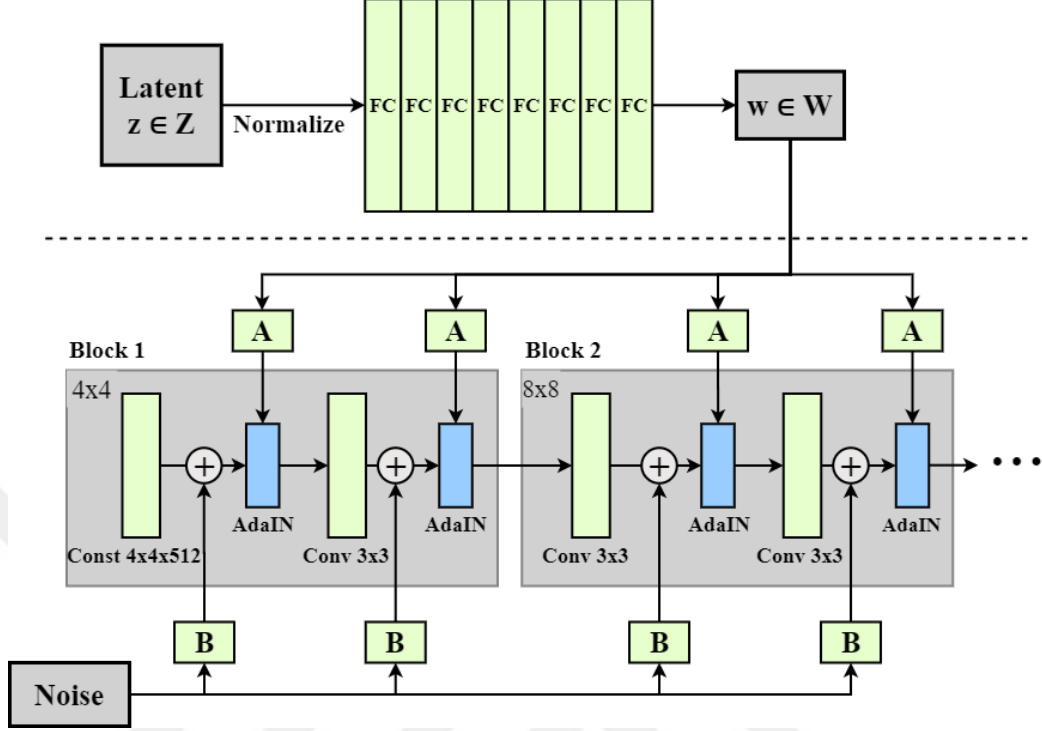 Latent
z ∈ Z
Normalize
FC FC FC FC FC FC FC FC
w ∈ W
A A A A
Block 1
Block 2
4x4
8x8
+ + + +
AdaIN
AdaIN
AdaIN
AdaIN
Const 4x4x512
Conv 3x3
Conv 3x3
Conv 3x3
...
B B B B
Noise